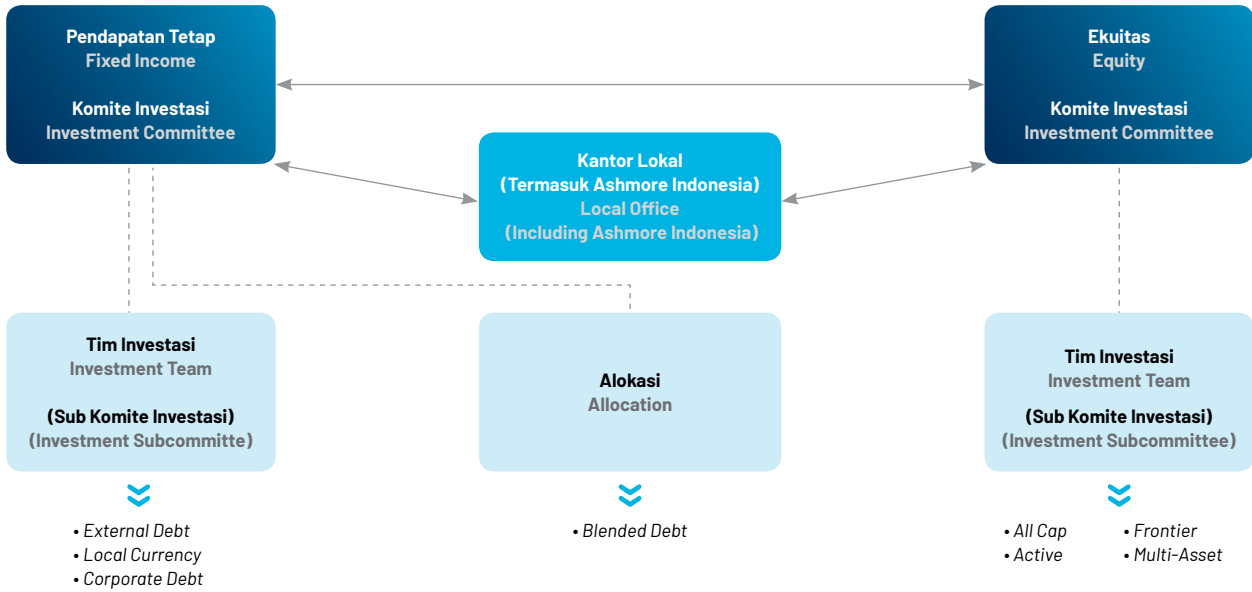 Pendapatan Tetap
Fixed Income
Komite Investasi
Investment Committee
Ekuitas
Equity
Komite Investasi
Investment Committee
Kantor Lokal
(Termasuk Ashmore Indonesia)
Local Office
(Including Ashmore Indonesia)
Tim Investasi
Investment Team
(Sub Komite Investasi)
(Investment Subcommitte)
Alokasi
Allocation
Tim Investasi
Investment Team
(Sub Komite Investasi)
(Investment Subcommittee)
• External Debt
• Local Currency
• Corporate Debt
• Blended Debt
• All Cap
• Active
• Frontier
• Multi-Asset